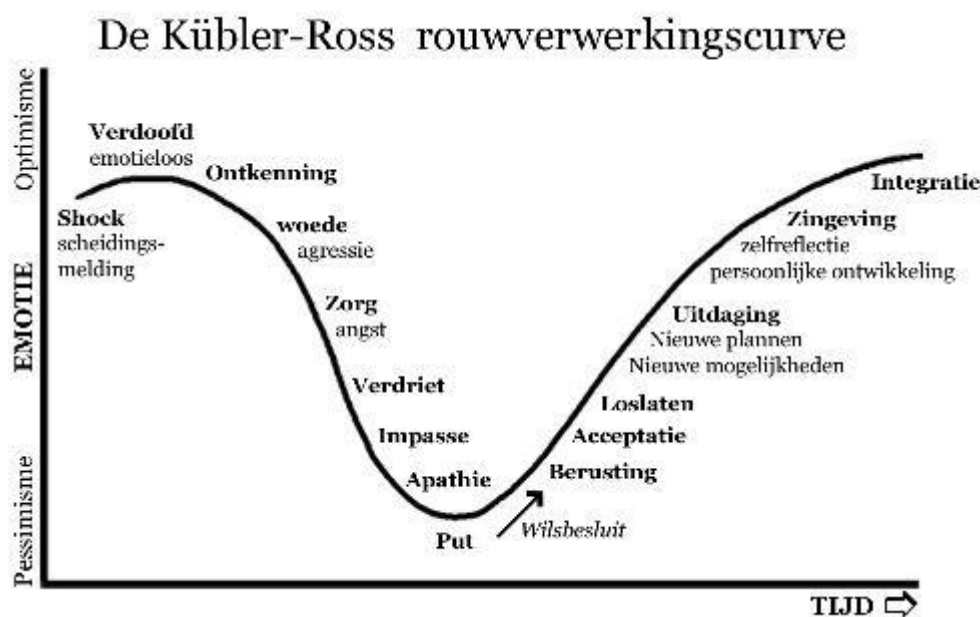 De Kübler-Ross rouwverwerkingscurve
Optimisme
EMOTIE
Pessimisme
Verdoofd
emotieloos
Shock
scheidings-
melding
Ontkenning
woede
agressie
Zorg
angst
Verdriet
Impasse
Apathie
Put
Wilsbesluit
Berusting
Acceptatie
Loslaten
Uitdaging
Nieuwe plannen
Nieuwe mogelijkheden
Zingeving
zelfreflectie
persoonlijke ontwikkeling
Integratie
TIJD